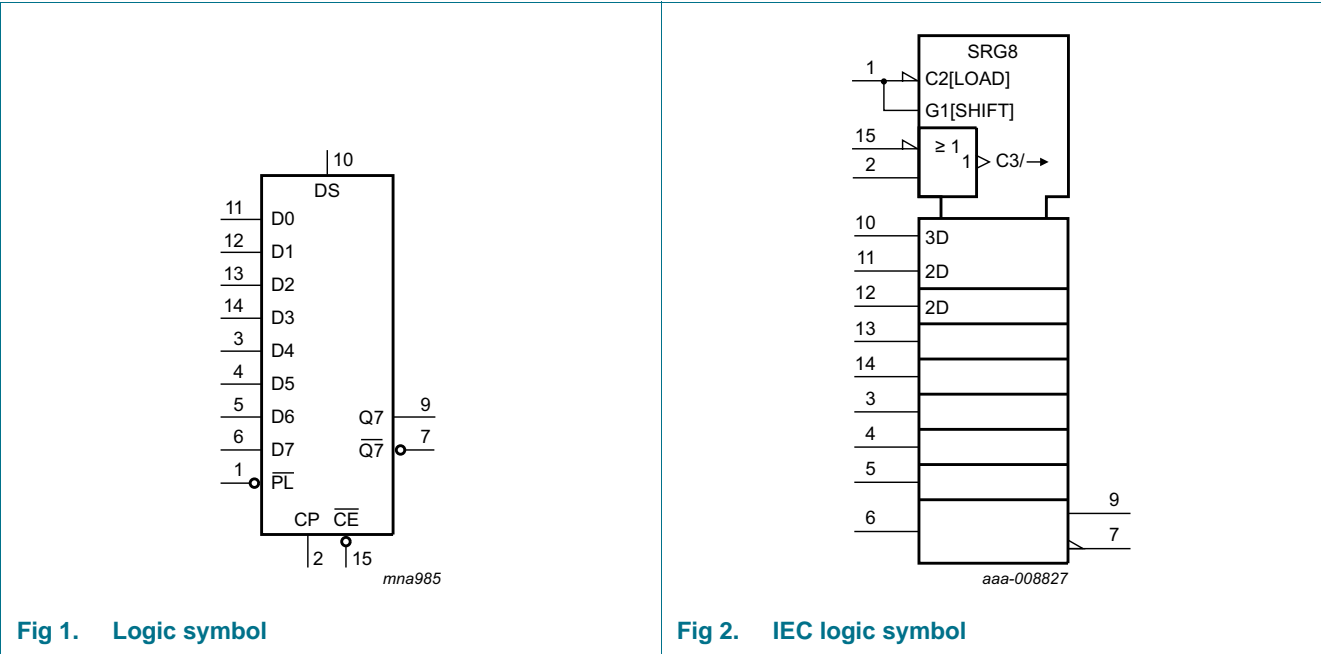 10
DS
11
D0
12
D1
13
D2
14
D3
3
D4
4
D5
5
D6
6
D7
1
PL
Q7
9
Q7
7
CP
CE
2
15
mna985
Fig 1. Logic symbol
SRG8
1
C2[LOAD]
G1[SHIFT]
15
≥ 1
1
C3/→
2
10
3D
11
2D
12
2D
13
14
3
4
5
6
9
7
aaa-008827
Fig 2. IEC logic symbol